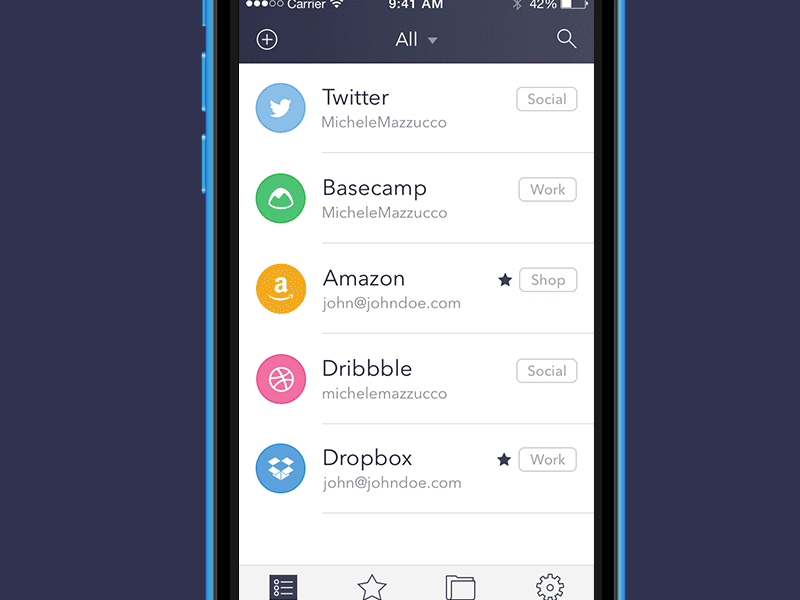 Carrier 9:41 AM 42%
All
Twitter Social
MicheleMazzucco
Basecamp Work
MicheleMazzucco
Amazon Shop
john@johndoe.com
Dribbble Social
michelemazzucco
Dropbox Work
john@johndoe.com